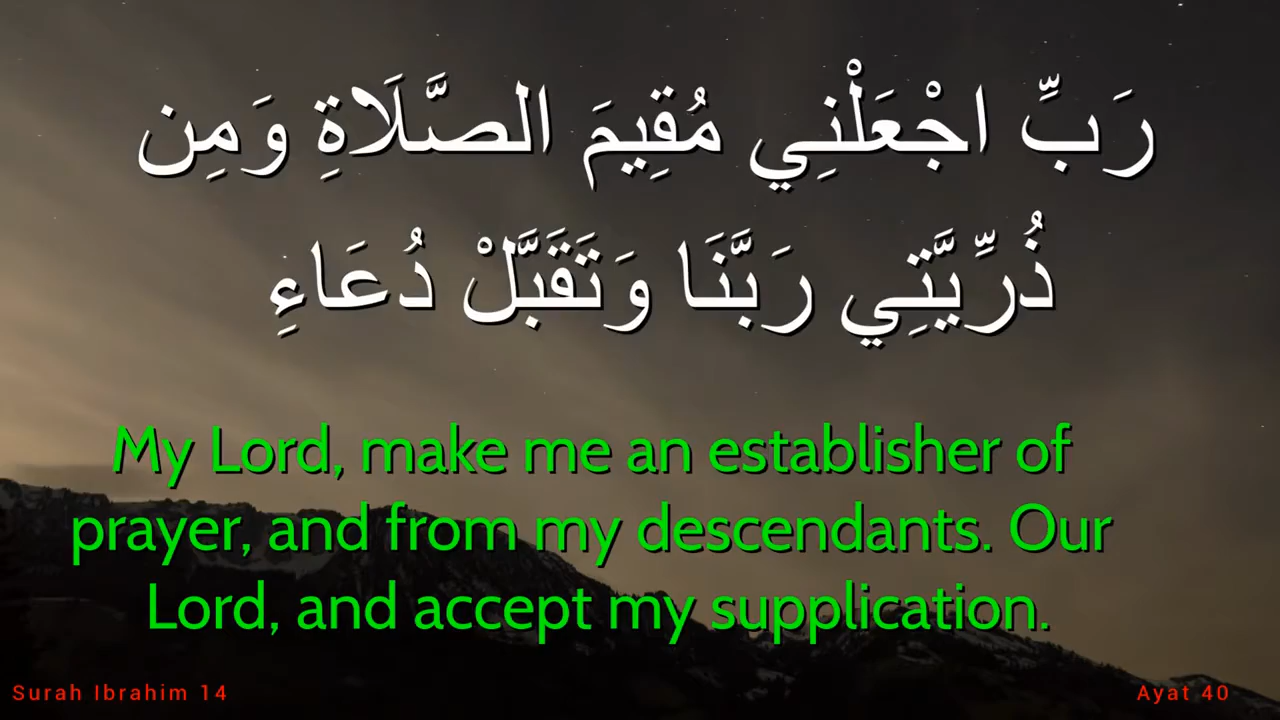 رَبِّ اجْعَلْنِي مُقِيمَ الصَّلَاةِ وَمِن
ذُرِّيَّتِي رَبَّنَا وَتَقَبَّلْ دُعَاءِ
My Lord, make me an establisher of
prayer, and from my descendants. Our
Lord, and accept my supplication.
Surah Ibrahim 14
Ayat 40